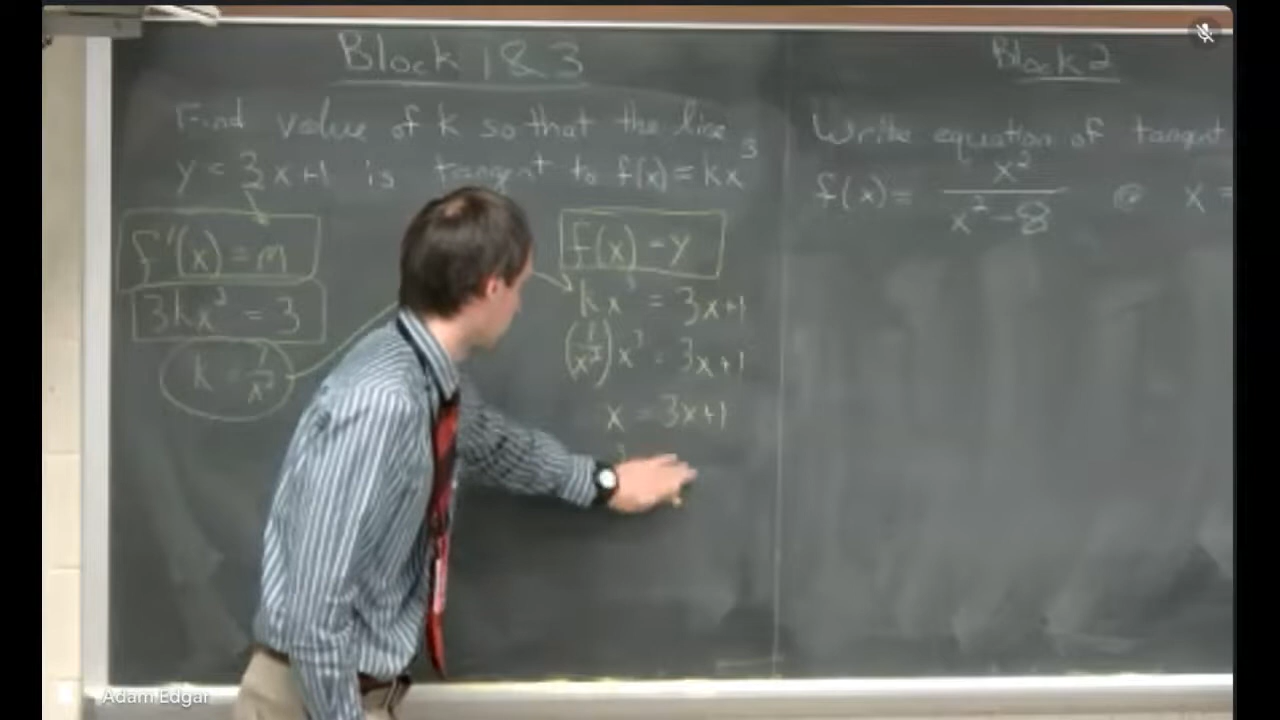 Block 1 & 3
Find value of k so that the line
y = 3x+1 is tangent to f(x) = kx³
f'(x) = m
3kx² = 3
k = 1/x²
f(x) = y
kx³ = 3x+1
(1/x²)x³ = 3x+1
x = 3x+1
Block 2
Write equation of tangent
f(x) = x²/(x²-8) @ x =
Adam Edgar